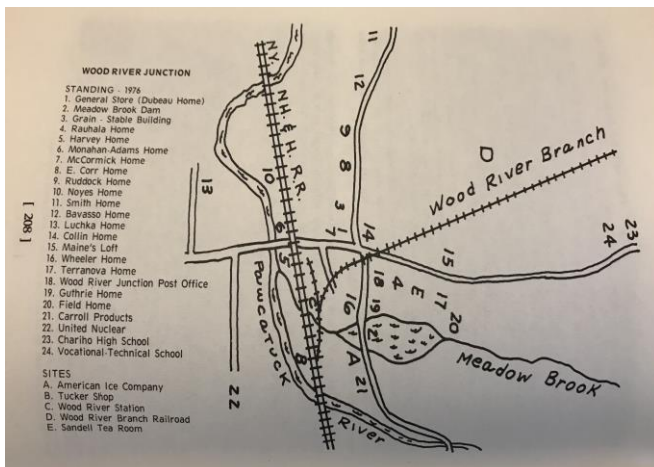 WOOD RIVER JUNCTION
STANDING - 1976
1. General Store (Dubeau Home)
2. Meadow Brook Dam
3. Grain - Stable Building
4. Rauhala Home
5. Harvey Home
6. Monahan-Adams Home
7. McCormick Home
8. E. Corr Home
9. Ruddock Home
10. Noyes Home
11. Smith Home
12. Bavasso Home
13. Luchka Home
14. Collin Home
15. Maine's Loft
16. Wheeler Home
17. Terranova Home
18. Wood River Junction Post Office
19. Guthrie Home
20. Field Home
21. Carroll Products
22. United Nuclear
23. Chariho High School
24. Vocational-Technical School
SITES
A. American Ice Company
B. Tucker Shop
C. Wood River Station
D. Wood River Branch Railroad
E. Sandell Tea Room
[ 208 ]
N.Y. N.H. & H. R.R.
11
12
9
8
3
1
7
10
6
5
13
22
D
Wood River Branch
14
15
24
23
18
4
E
17
20
19
2
16
A
21
C
B
Meadow Brook
Pawcatuck
River